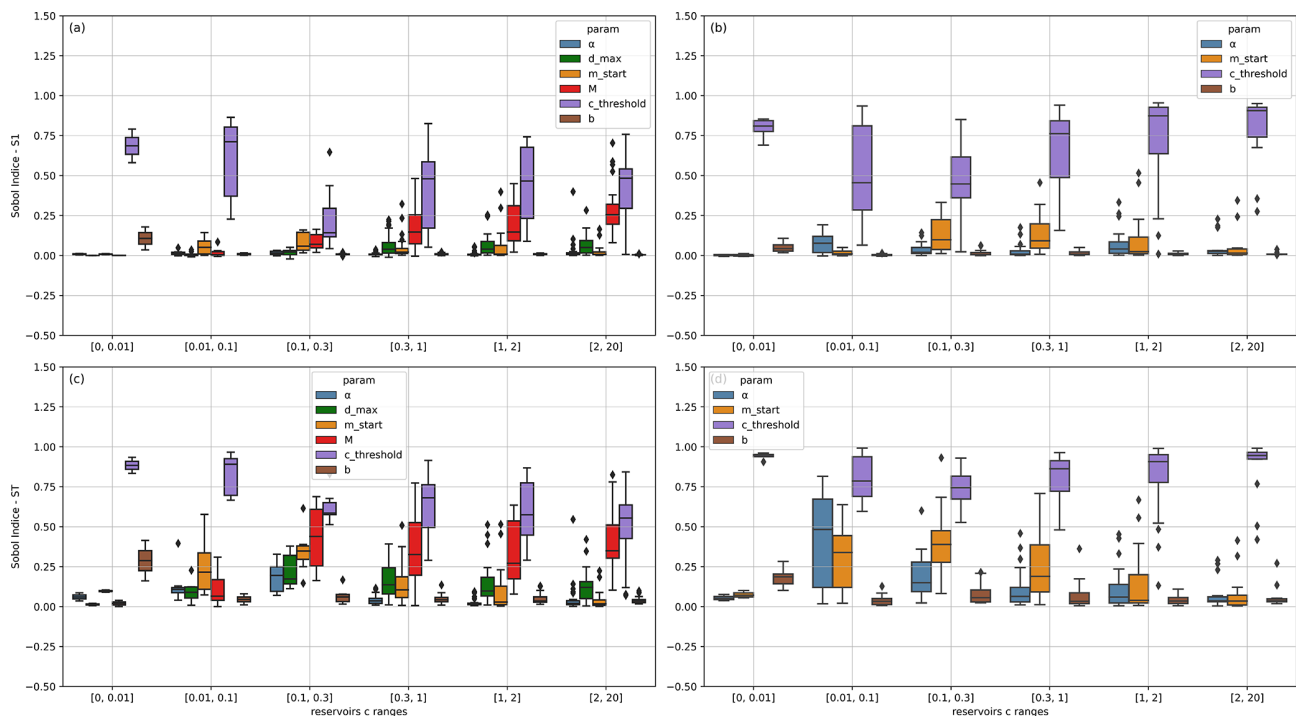 (a)
param
α
d_max
m_start
M
c_threshold
b
Sobol Indice - S1
1.50
1.25
1.00
0.75
0.50
0.25
0.00
−0.25
−0.50
[0, 0.01]
[0.01, 0.1]
[0.1, 0.3]
[0.3, 1]
[1, 2]
[2, 20]
(b)
param
α
m_start
c_threshold
b
1.50
1.25
1.00
0.75
0.50
0.25
0.00
−0.25
−0.50
[0, 0.01]
[0.01, 0.1]
[0.1, 0.3]
[0.3, 1]
[1, 2]
[2, 20]
(c)
param
α
d_max
m_start
M
c_threshold
b
Sobol Indice - ST
1.50
1.25
1.00
0.75
0.50
0.25
0.00
−0.25
−0.50
[0, 0.01]
[0.01, 0.1]
[0.1, 0.3]
[0.3, 1]
[1, 2]
[2, 20]
reservoirs c ranges
(d)
param
α
m_start
c_threshold
b
1.50
1.25
1.00
0.75
0.50
0.25
0.00
−0.25
−0.50
[0, 0.01]
[0.01, 0.1]
[0.1, 0.3]
[0.3, 1]
[1, 2]
[2, 20]
reservoirs c ranges